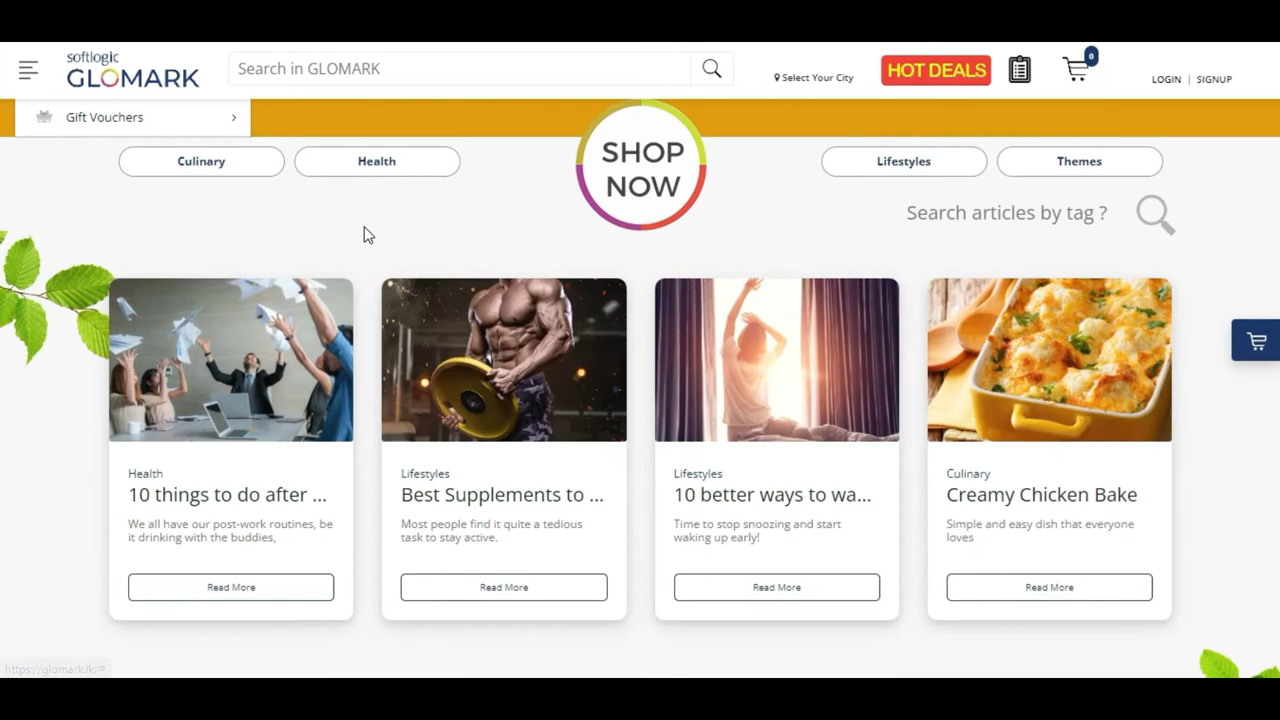 softlogic
GLOMARK
Search in GLOMARK
Select Your City
HOT DEALS
0
LOGIN | SIGNUP
Gift Vouchers
Culinary
Health
SHOP
NOW
Lifestyles
Themes
Search articles by tag ?
Health
10 things to do after ...
We all have our post-work routines, be
it drinking with the buddies,
Read More
Lifestyles
Best Supplements to ...
Most people find it quite a tedious
task to stay active.
Read More
Lifestyles
10 better ways to wa...
Time to stop snoozing and start
waking up early!
Read More
Culinary
Creamy Chicken Bake
Simple and easy dish that everyone
loves
Read More
https://glomark.lk/#